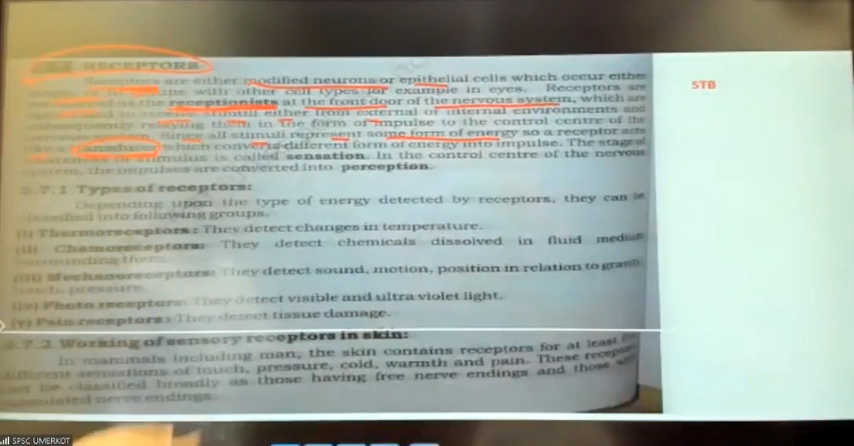 RECEPTORS
Receptors are either modified neurons or epithelial cells which occur either
with other cell types for example in eyes. Receptors are
as the receptionists at the front door of the nervous system, which are
to receive stimuli either from external or internal environments and
subsequently relaying them in the form of impulse to the control centre of the
Since all stimuli represent some form of energy so a receptor acts
like a transducer which converts different form of energy into impulse. The stage of
stimulus is called sensation. In the control centre of the nervous
system, the impulses are converted into perception.
STB
2.7.1 Types of receptors:
Depending upon the type of energy detected by receptors, they can be
classified into following groups.
(i) Thermoreceptors: They detect changes in temperature.
(ii) Chemoreceptors: They detect chemicals dissolved in fluid medium
surrounding them.
(iii) Mechanoreceptors: They detect sound, motion, position in relation to
touch, pressure.
(iv) Photo receptors: They detect visible and ultra violet light.
(v) Pain receptors: They detect tissue damage.
2.7.2 Working of sensory receptors in skin:
In mammals including man, the skin contains receptors for at least
different sensations of touch, pressure, cold, warmth and pain. These
can be classified broadly as those having free nerve endings and those
nerve endings.
SPSC UMERKOT